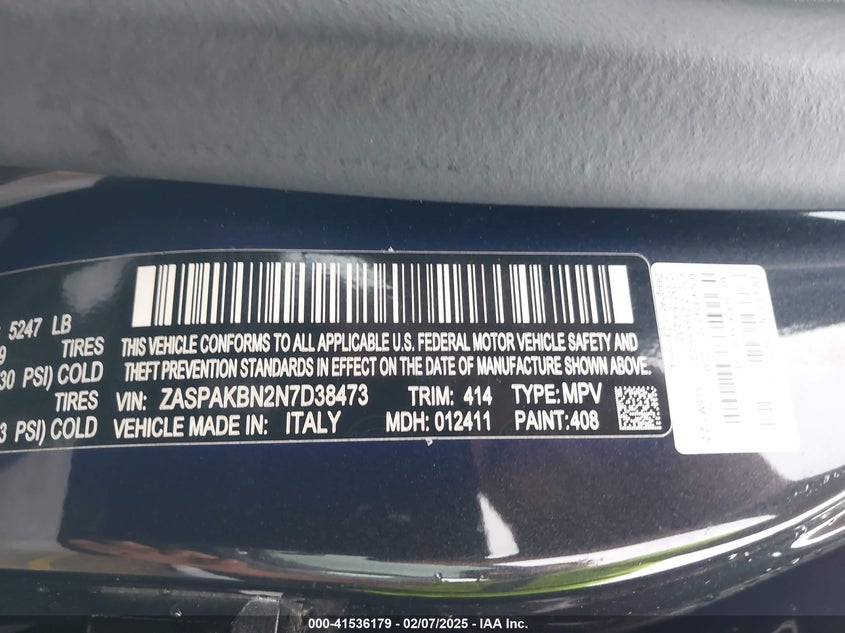 5247 LB
TIRES
30 PSI) COLD
TIRES
3 PSI) COLD
THIS VEHICLE CONFORMS TO ALL APPLICABLE U.S. FEDERAL MOTOR VEHICLE SAFETY AND
THEFT PREVENTION STANDARDS IN EFFECT ON THE DATE OF MANUFACTURE SHOWN ABOVE.
VIN: ZASPAKBN2N7D38473 TRIM: 414 TYPE: MPV
VEHICLE MADE IN: ITALY MDH: 012411 PAINT:408
000-41536179 - 02/07/2025 - IAA Inc.